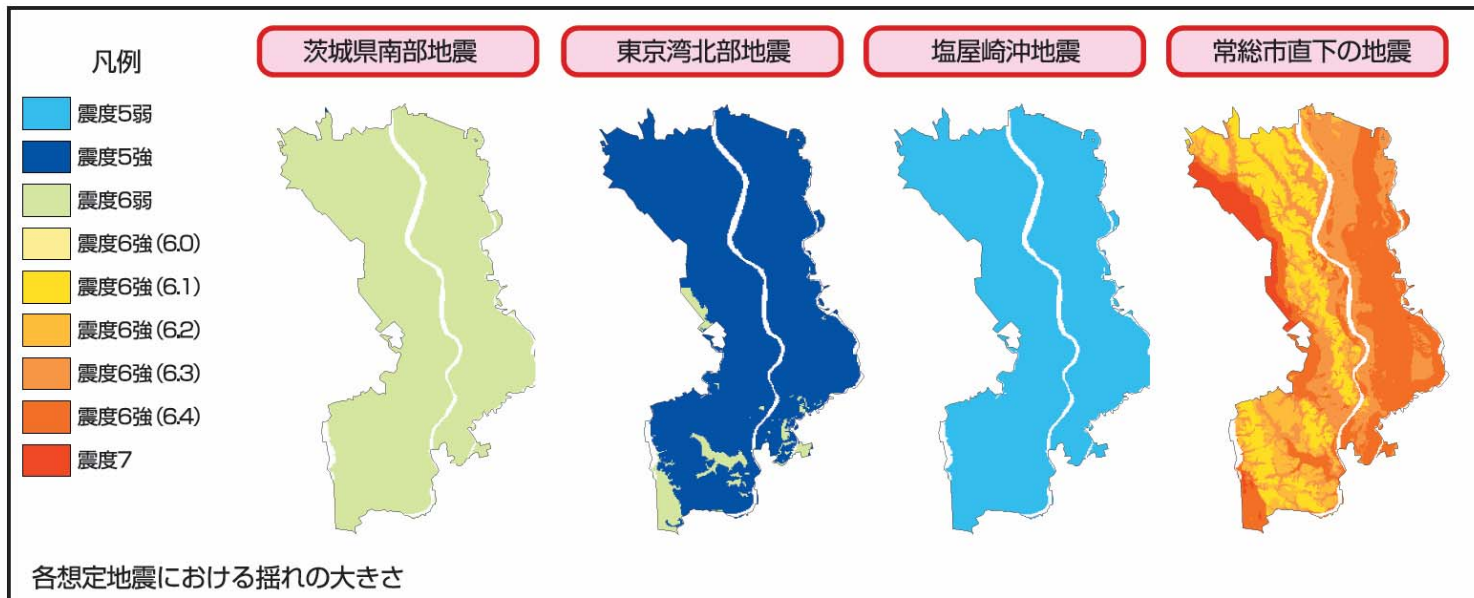 凡例
震度5弱
震度5強
震度6弱
震度6強(6.0)
震度6強(6.1)
震度6強(6.2)
震度6強(6.3)
震度6強(6.4)
震度7
茨城県南部地震
東京湾北部地震
塩屋崎沖地震
常総市直下の地震
各想定地震における揺れの大きさ